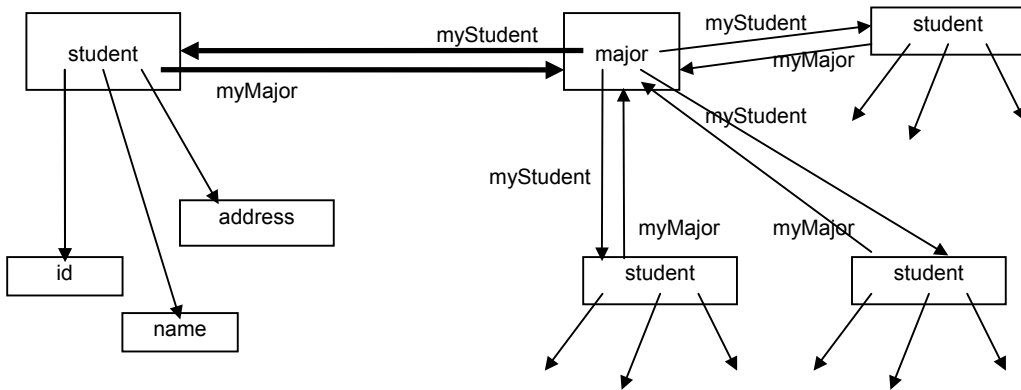 student
myStudent
myMajor
major
myStudent
student
myMajor
myStudent
myStudent
address
myMajor
myMajor
id
student
student
name